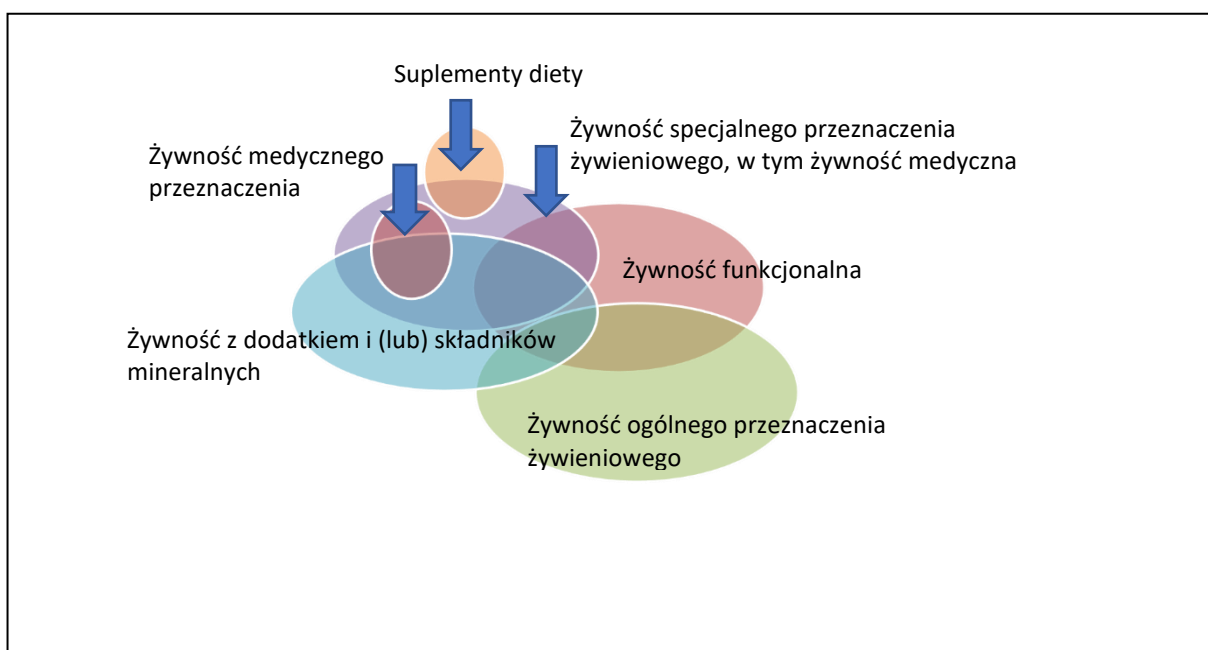 Suplementy diety
Żywność specjalnego przeznaczenia
żywieniowego, w tym żywność medyczna
Żywność medycznego
przeznaczenia
Żywność funkcjonalna
Żywność z dodatkiem i (lub) składników
mineralnych
Żywność ogólnego przeznaczenia
żywieniowego